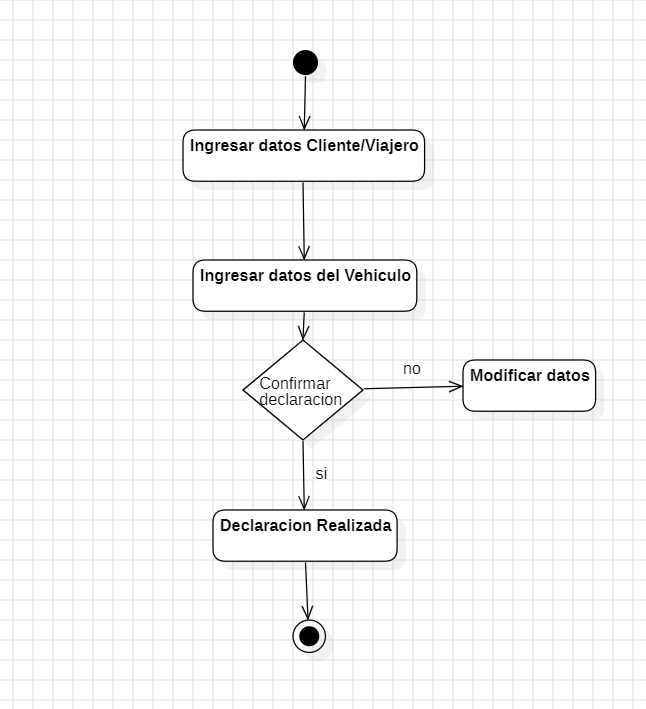 Ingresar datos Cliente/Viajero
Ingresar datos del Vehiculo
Confirmar
declaracion
no
Modificar datos
si
Declaracion Realizada